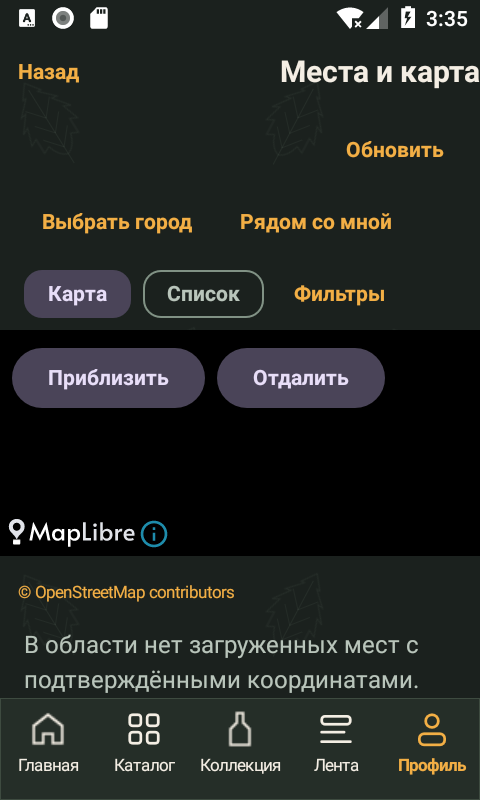 3:35
Назад
Места и карта
Обновить
Выбрать город
Рядом со мной
Карта
Список
Фильтры
Приблизить
Отдалить
MapLibre
© OpenStreetMap contributors
В области нет загруженных мест с
подтверждёнными координатами.
Главная
Каталог
Коллекция
Лента
Профиль